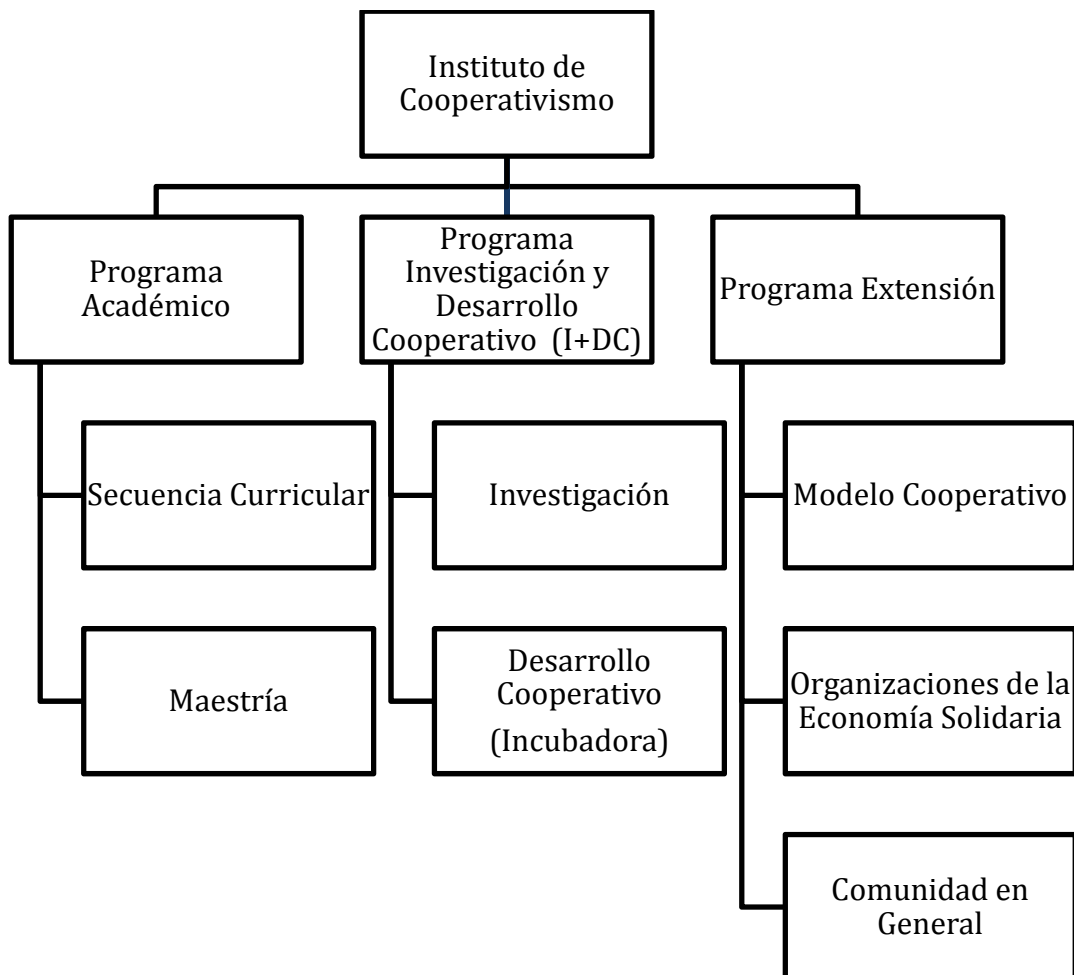 Instituto de
Cooperativismo
Programa
Académico
Programa
Investigación y
Desarrollo
Cooperativo (I+DC)
Programa Extensión
Secuencia Curricular
Investigación
Modelo Cooperativo
Maestría
Desarrollo
Cooperativo
(Incubadora)
Organizaciones de la
Economía Solidaria
Comunidad en
General